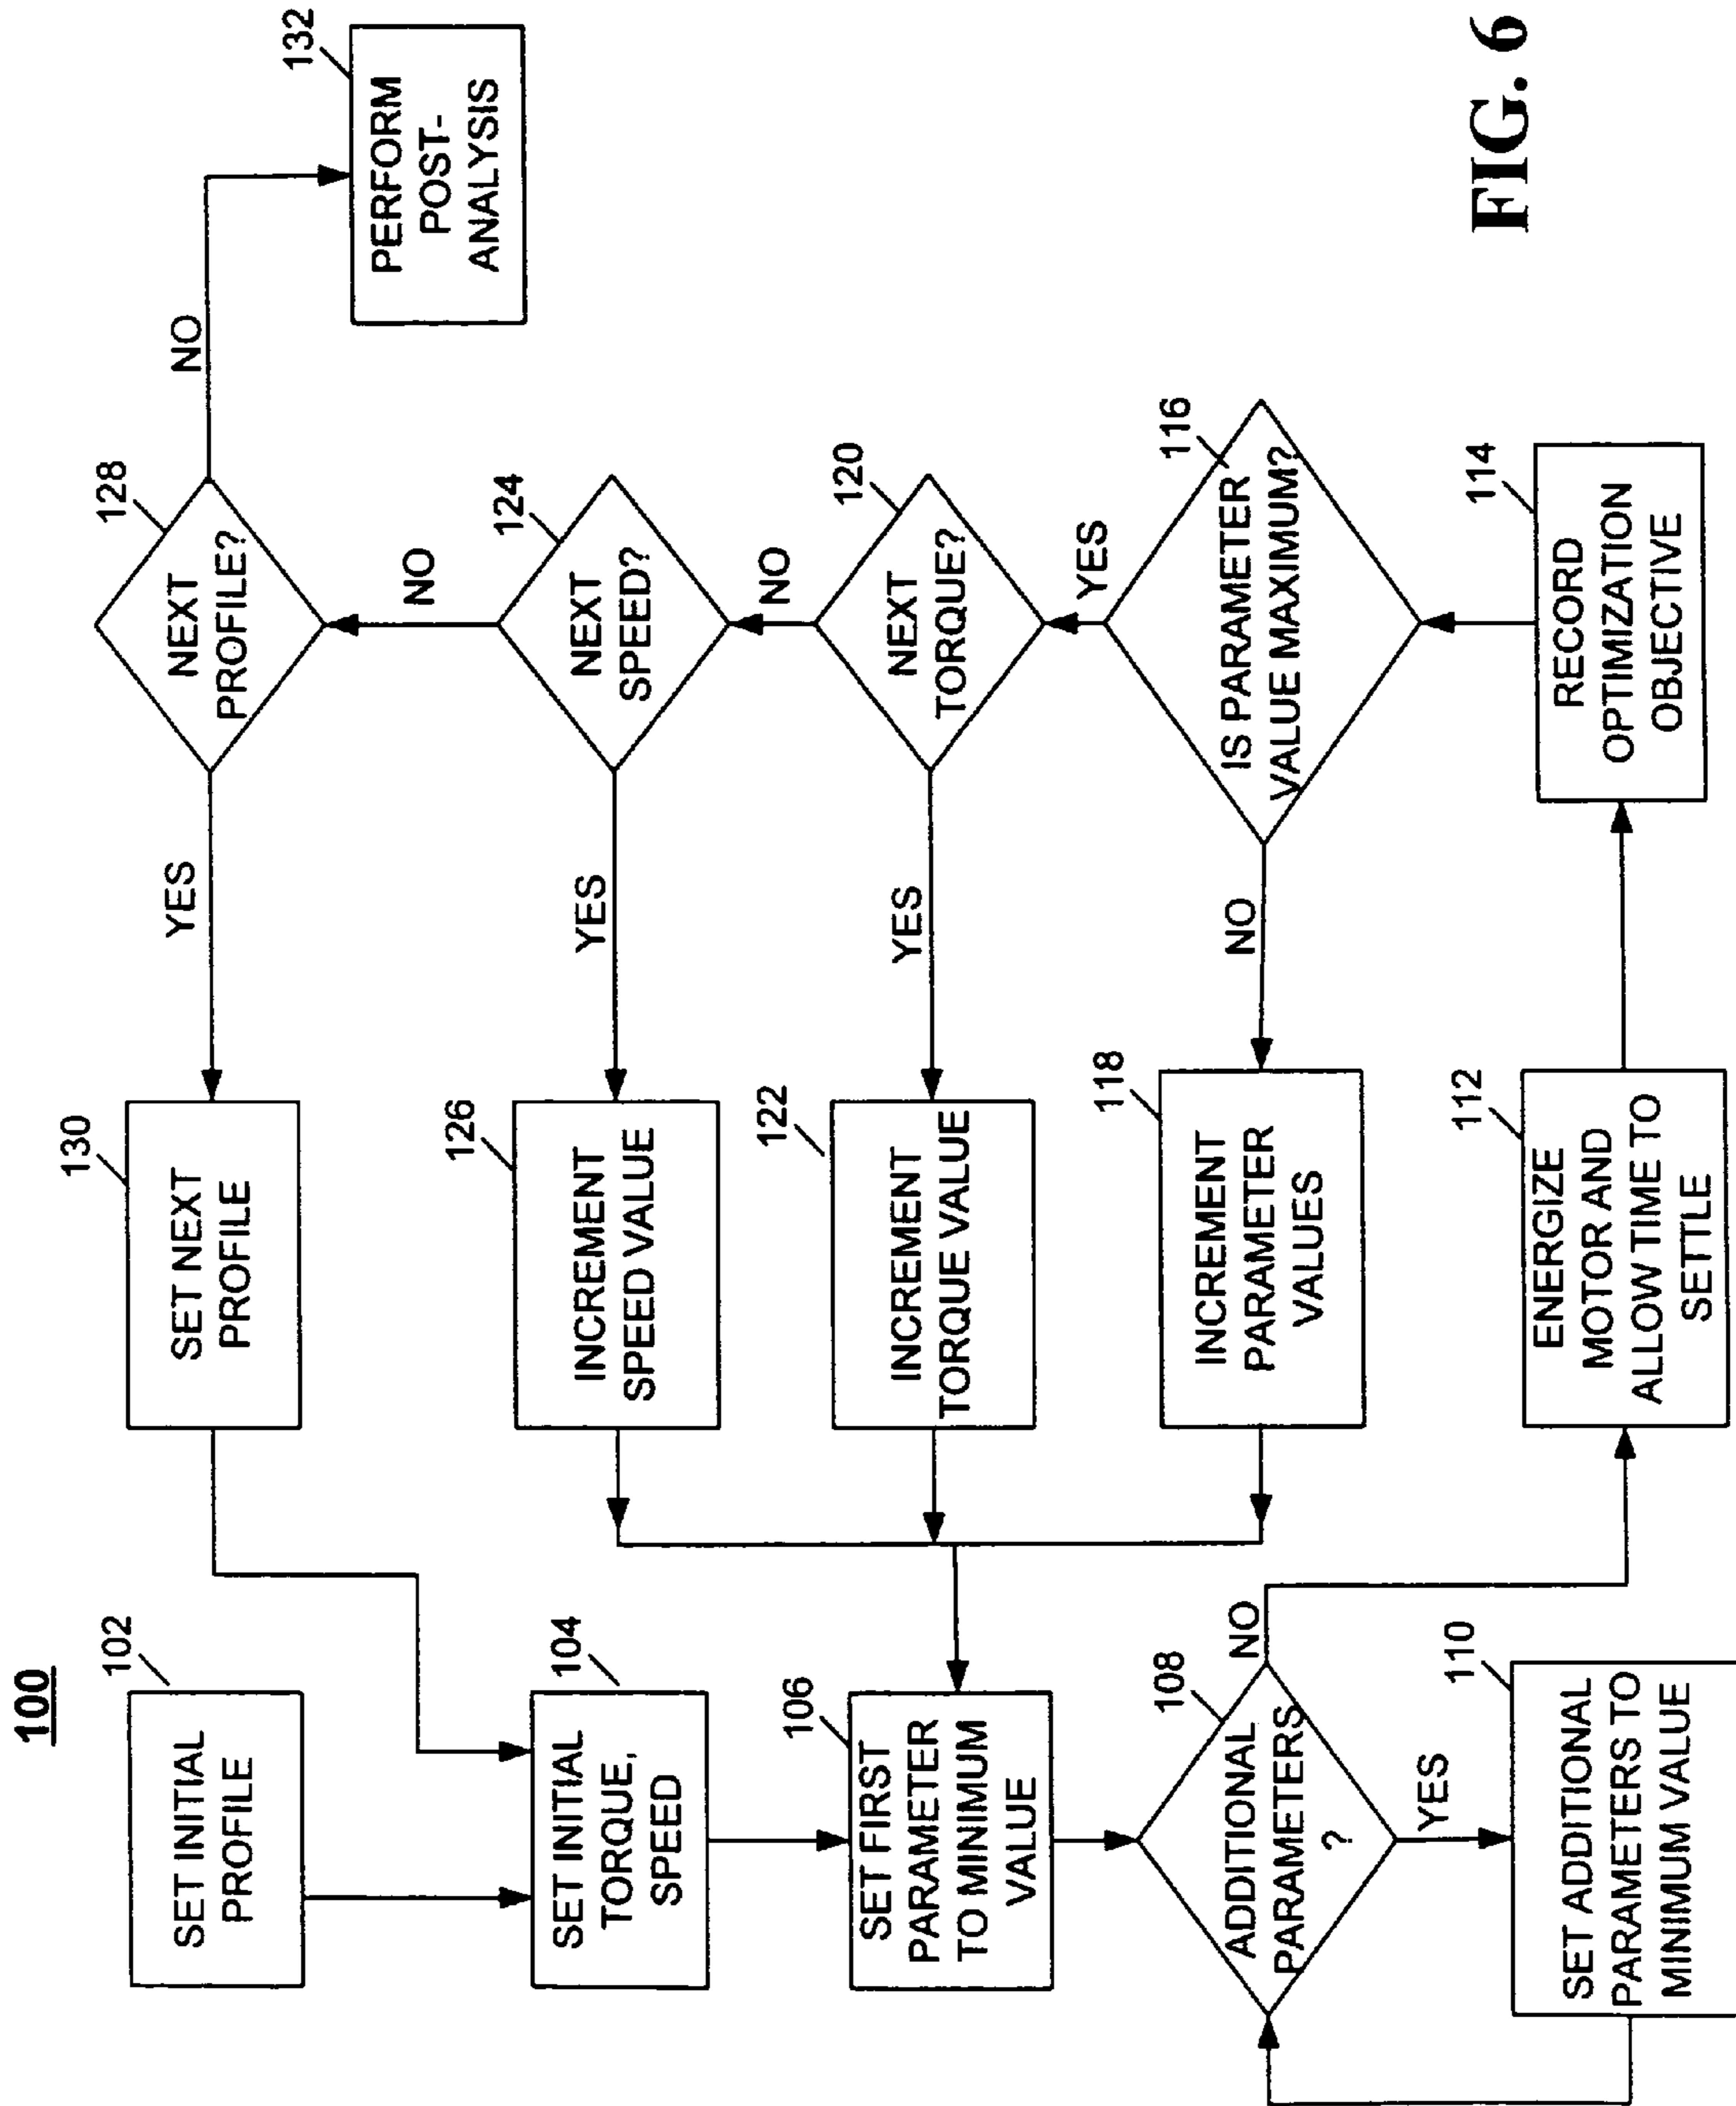 100
102
SET INITIAL
PROFILE
104
SET INITIAL
TORQUE,
SPEED
106
SET FIRST
PARAMETER
TO MINIMUM
VALUE
108
ADDITIONAL
PARAMETERS
?
NO
YES
110
SET ADDITIONAL
PARAMETERS TO
MINIMUM VALUE
130
SET NEXT
PROFILE
126
INCREMENT
SPEED VALUE
122
INCREMENT
TORQUE VALUE
118
INCREMENT
PARAMETER
VALUES
112
ENERGIZE
MOTOR AND
ALLOW TIME TO
SETTLE
YES
YES
YES
NO
128
NEXT
PROFILE?
NO
NO
124
NEXT
SPEED?
NO
120
NEXT
TORQUE?
YES
116
IS PARAMETER
VALUE MAXIMUM?
114
RECORD
OPTIMIZATION
OBJECTIVE
132
PERFORM
POST-
ANALYSIS
FIG. 6